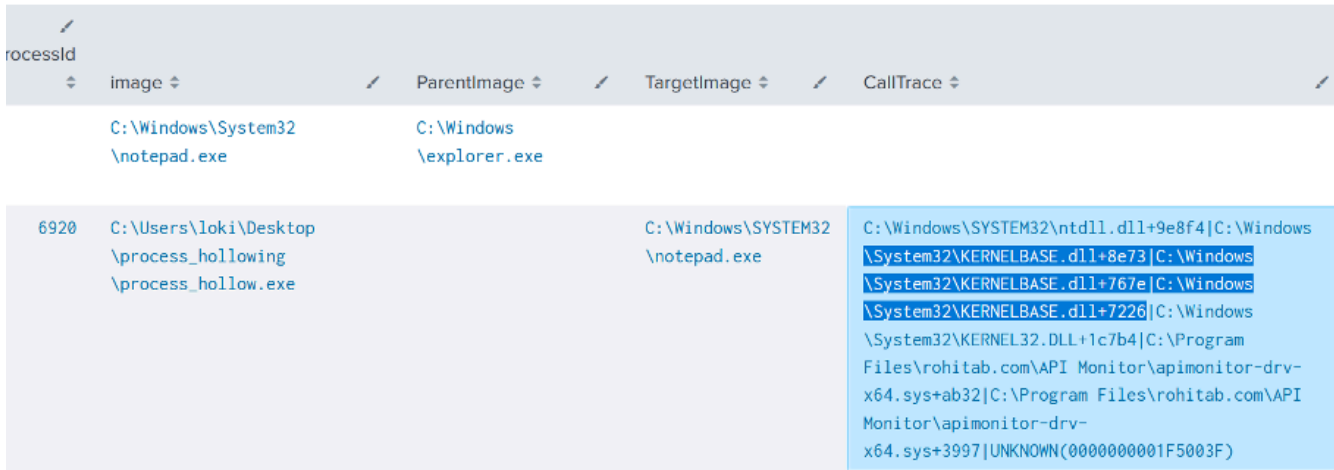 rocessId
image
ParentImage
TargetImage
CallTrace
C:\Windows\System32
\notepad.exe
C:\Windows
\explorer.exe
6920
C:\Users\loki\Desktop
\process_hollowing
\process_hollow.exe
C:\Windows\SYSTEM32
\notepad.exe
C:\Windows\SYSTEM32\ntdll.dll+9e8f4|C:\Windows
\System32\KERNELBASE.dll+8e73|C:\Windows
\System32\KERNELBASE.dll+767e|C:\Windows
\System32\KERNELBASE.dll+7226|C:\Windows
\System32\KERNEL32.DLL+1c7b4|C:\Program
Files\rohitab.com\API Monitor\apimonitor-drv-
x64.sys+ab32|C:\Program Files\rohitab.com\API
Monitor\apimonitor-drv-
x64.sys+3997|UNKNOWN(0000000001F5003F)